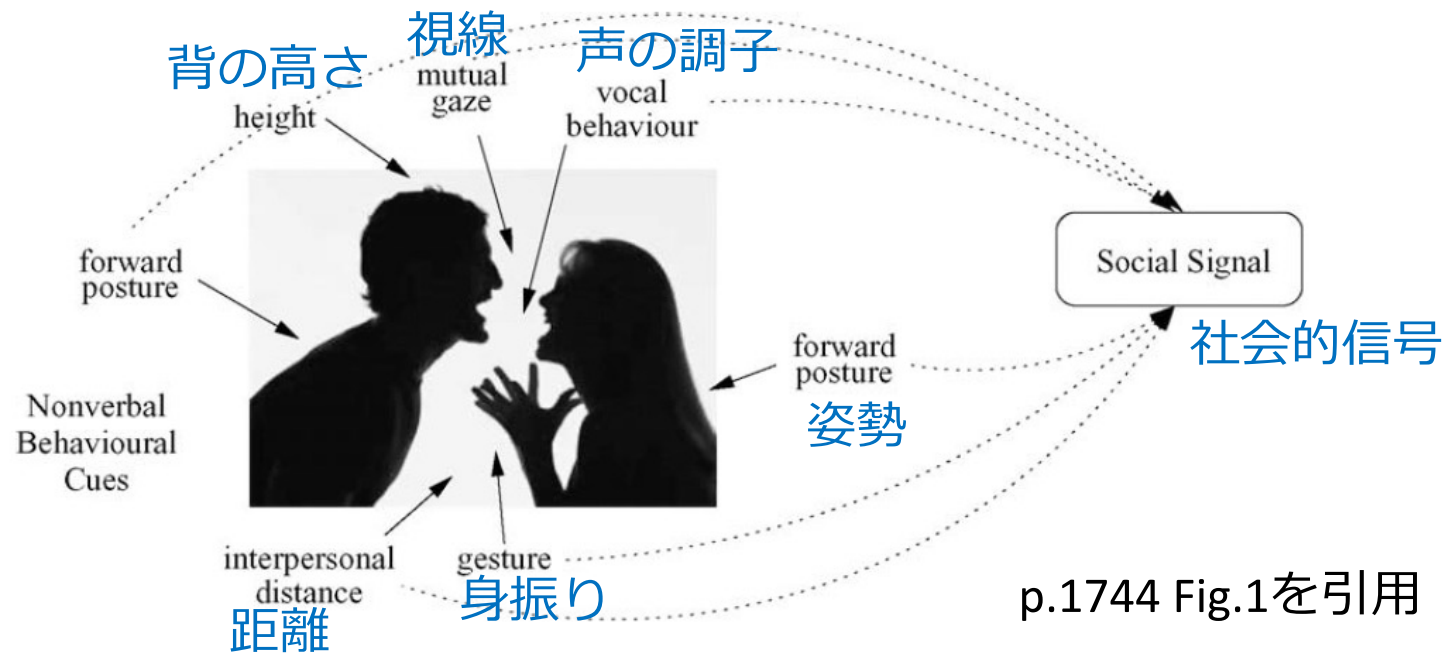 背の高さ
height
視線
mutual
gaze
声の調子
vocal
behaviour
forward
posture
Social Signal
社会的信号
forward
posture
姿勢
Nonverbal
Behavioural
Cues
interpersonal
distance
距離
gesture
身振り
p.1744 Fig.1を引用